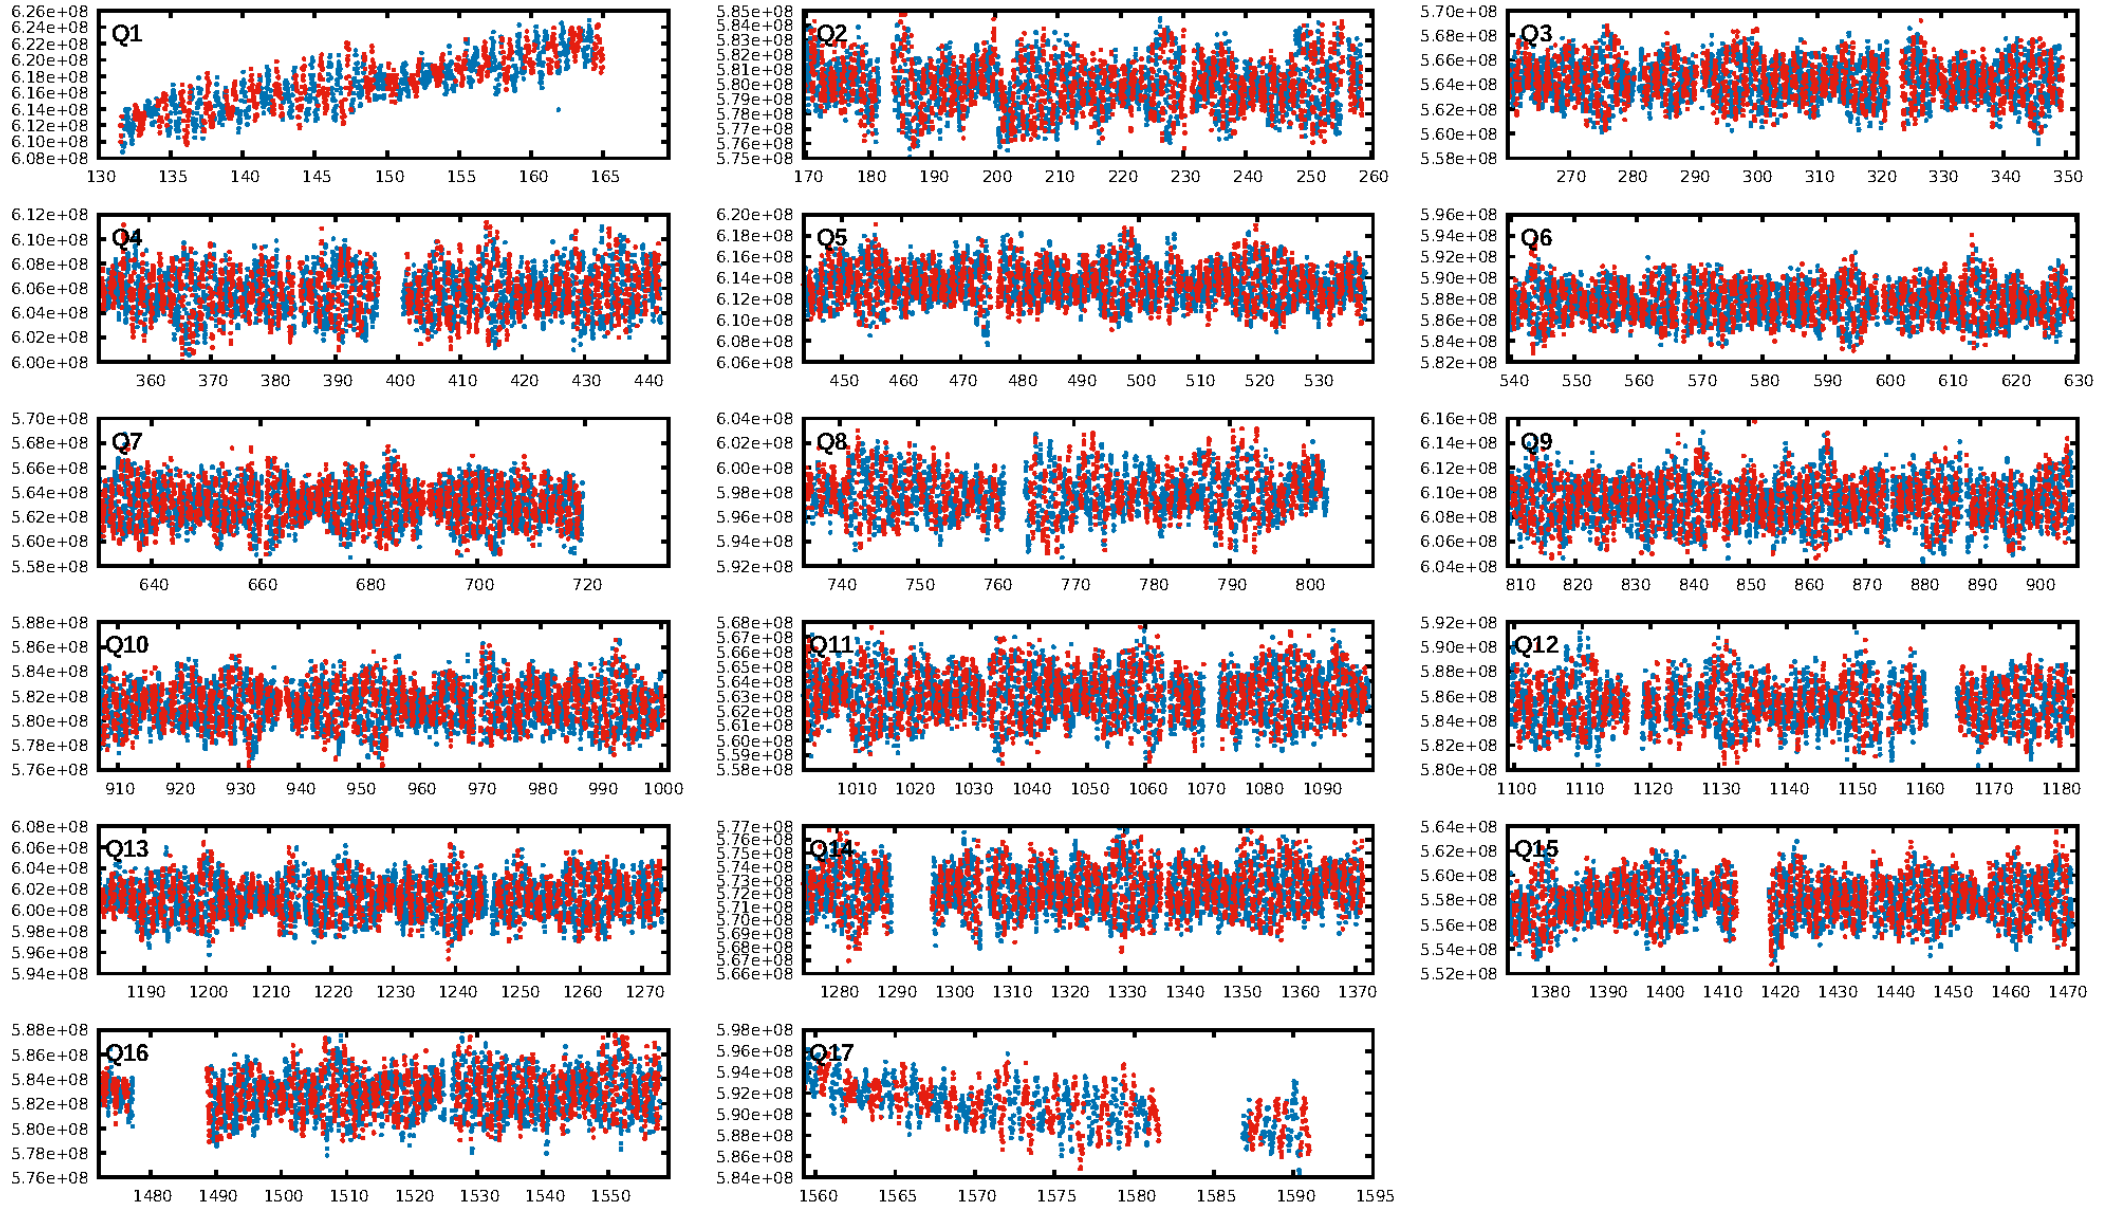 6.26e+08
6.24e+08
6.22e+08
6.20e+08
6.18e+08
6.16e+08
6.14e+08
6.12e+08
6.10e+08
6.08e+08
Q1
130 135 140 145 150 155 160 165
5.85e+08
5.84e+08
5.83e+08
5.82e+08
5.81e+08
5.80e+08
5.79e+08
5.78e+08
5.77e+08
5.76e+08
5.75e+08
Q2
170 180 190 200 210 220 230 240 250 260
5.70e+08
5.68e+08
5.66e+08
5.64e+08
5.62e+08
5.60e+08
5.58e+08
Q3
270 280 290 300 310 320 330 340 350
6.12e+08
6.10e+08
6.08e+08
6.06e+08
6.04e+08
6.02e+08
6.00e+08
Q4
360 370 380 390 400 410 420 430 440
6.20e+08
6.18e+08
6.16e+08
6.14e+08
6.12e+08
6.10e+08
6.08e+08
6.06e+08
Q5
450 460 470 480 490 500 510 520 530
5.96e+08
5.94e+08
5.92e+08
5.90e+08
5.88e+08
5.86e+08
5.84e+08
5.82e+08
Q6
540 550 560 570 580 590 600 610 620 630
5.70e+08
5.68e+08
5.66e+08
5.64e+08
5.62e+08
5.60e+08
5.58e+08
Q7
640 660 680 700 720
6.04e+08
6.02e+08
6.00e+08
5.98e+08
5.96e+08
5.94e+08
5.92e+08
Q8
740 750 760 770 780 790 800
6.16e+08
6.14e+08
6.12e+08
6.10e+08
6.08e+08
6.06e+08
6.04e+08
Q9
810 820 830 840 850 860 870 880 890 900
5.88e+08
5.86e+08
5.84e+08
5.82e+08
5.80e+08
5.78e+08
5.76e+08
Q10
910 920 930 940 950 960 970 980 990 1000
5.68e+08
5.67e+08
5.66e+08
5.65e+08
5.64e+08
5.63e+08
5.62e+08
5.61e+08
5.60e+08
5.59e+08
5.58e+08
Q11
1010 1020 1030 1040 1050 1060 1070 1080 1090
5.92e+08
5.90e+08
5.88e+08
5.86e+08
5.84e+08
5.82e+08
5.80e+08
Q12
1100 1110 1120 1130 1140 1150 1160 1170 1180
6.08e+08
6.06e+08
6.04e+08
6.02e+08
6.00e+08
5.98e+08
5.96e+08
5.94e+08
Q13
1190 1200 1210 1220 1230 1240 1250 1260 1270
5.77e+08
5.76e+08
5.75e+08
5.74e+08
5.73e+08
5.72e+08
5.71e+08
5.70e+08
5.69e+08
5.68e+08
5.67e+08
5.66e+08
Q14
1280 1290 1300 1310 1320 1330 1340 1350 1360 1370
5.64e+08
5.62e+08
5.60e+08
5.58e+08
5.56e+08
5.54e+08
5.52e+08
Q15
1380 1390 1400 1410 1420 1430 1440 1450 1460 1470
5.88e+08
5.86e+08
5.84e+08
5.82e+08
5.80e+08
5.78e+08
5.76e+08
Q16
1480 1490 1500 1510 1520 1530 1540 1550
5.98e+08
5.96e+08
5.94e+08
5.92e+08
5.90e+08
5.88e+08
5.86e+08
5.84e+08
Q17
1560 1565 1570 1575 1580 1585 1590 1595